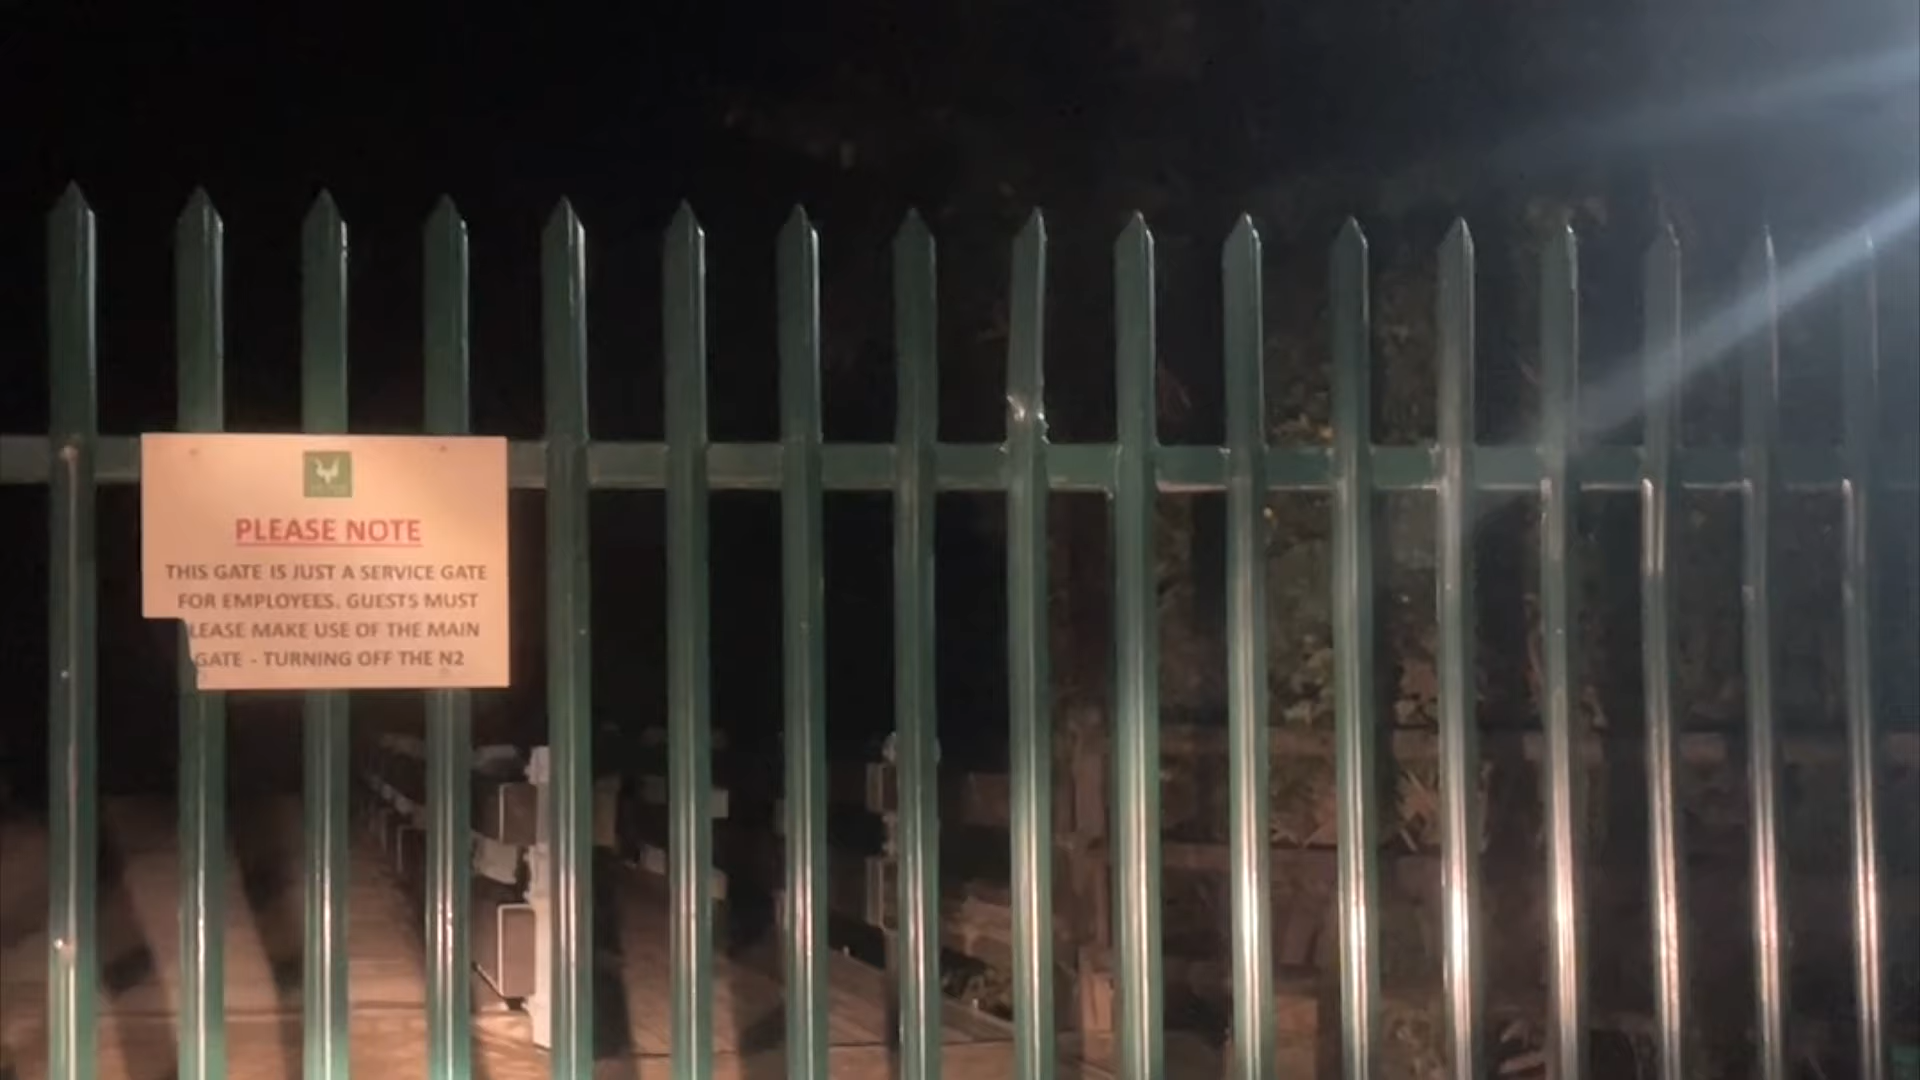 PLEASE NOTE
THIS GATE IS JUST A SERVICE GATE
FOR EMPLOYEES. GUESTS MUST
LEASE MAKE USE OF THE MAIN
GATE - TURNING OFF THE N2